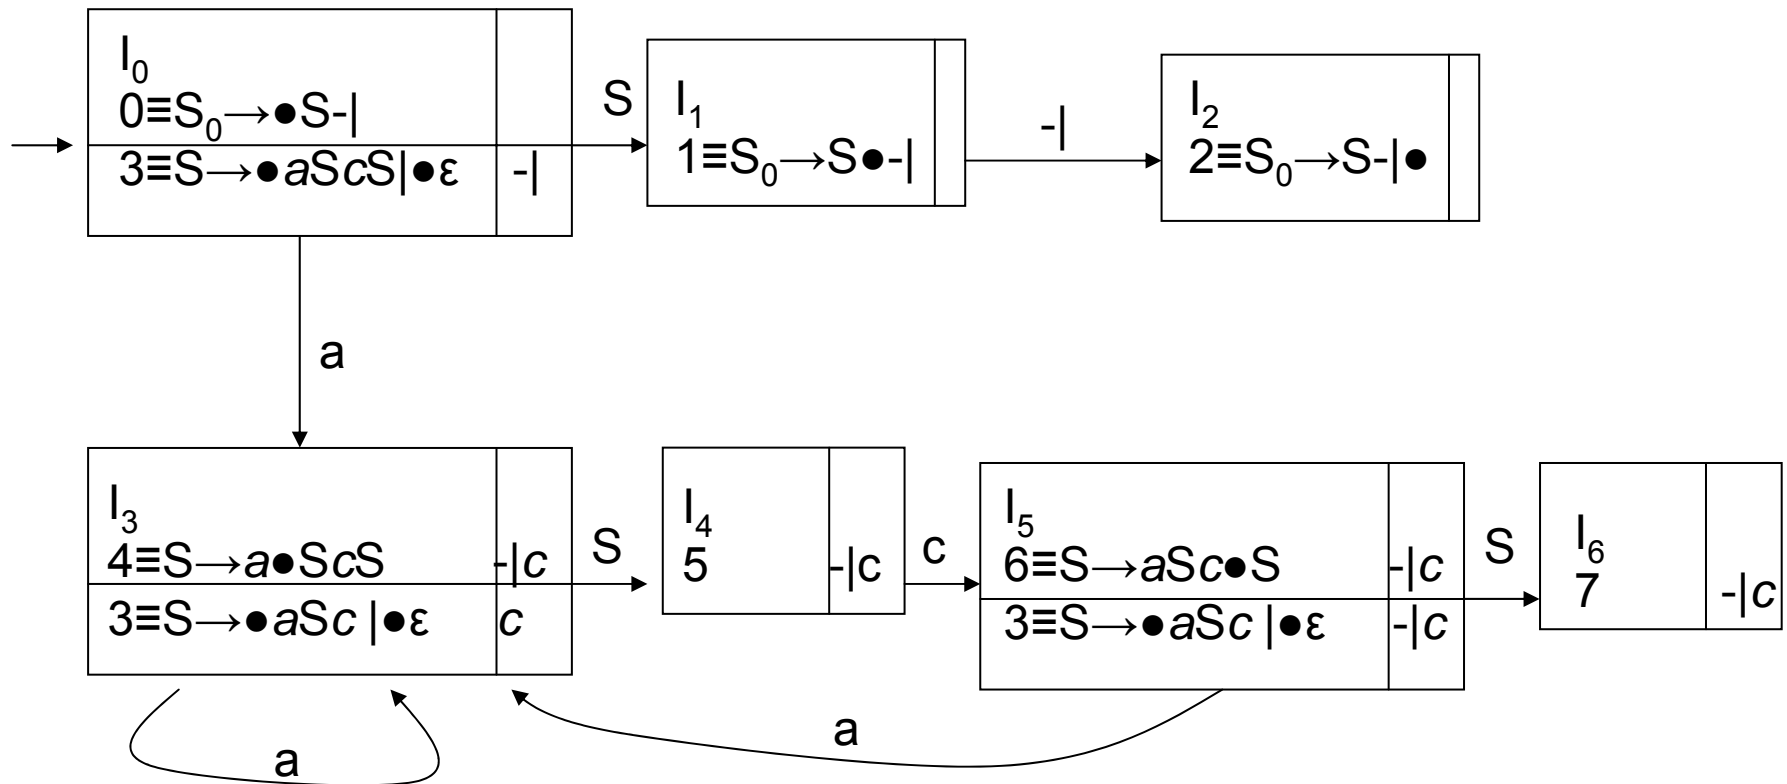 I₀
0≡S₀→●S-|
3≡S→●aScS|●ε -|
S
I₁
1≡S₀→S●-|
-|
I₂
2≡S₀→S-|●
a
I₃
4≡S→a●ScS -|c
3≡S→●aSc |●ε c
S
I₄
5 -|c
c
I₅
6≡S→aSc●S -|c
3≡S→●aSc |●ε -|c
S
I₆
7 -|c
a
a